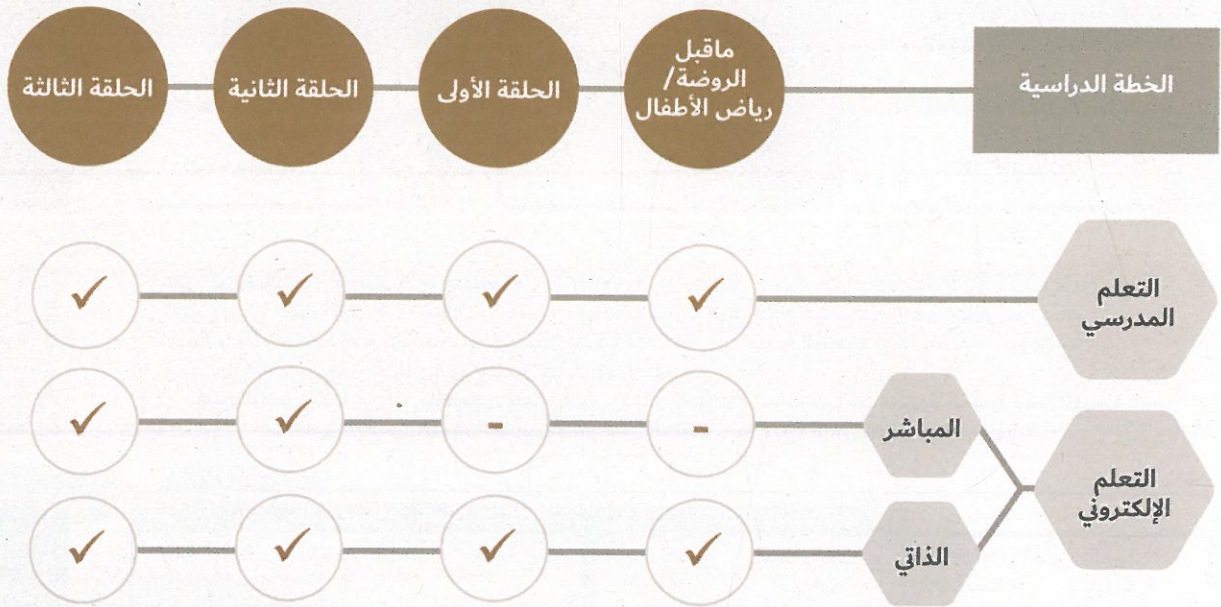 الخطة الدراسية
ماقبل
الروضة/
رياض الأطفال
الحلقة الأولى
الحلقة الثانية
الحلقة الثالثة
التعلم
المدرسي
✓ ✓ ✓ ✓
التعلم
الإلكتروني
المباشر
- - ✓ ✓
الذاتي
✓ ✓ ✓ ✓